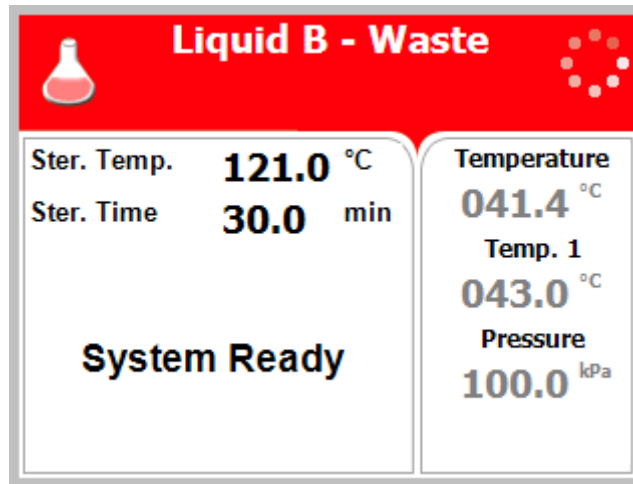 Liquid B - Waste
Ster. Temp. 121.0 °C
Ster. Time 30.0 min
System Ready
Temperature
041.4 °C
Temp. 1
043.0 °C
Pressure
100.0 kPa